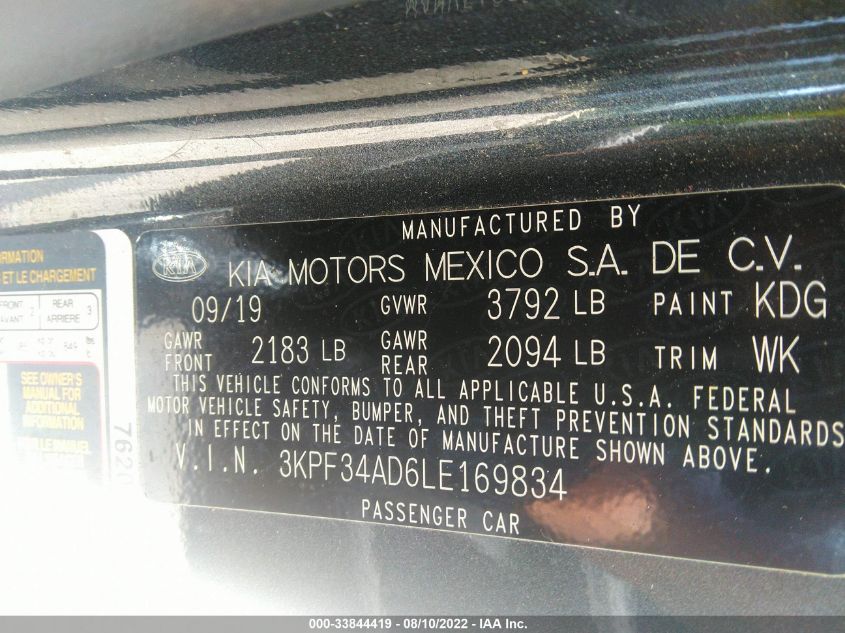 MANUFACTURED BY
KIA KIA MOTORS MEXICO S.A. DE C.V.
09/19 GVWR 3792 LB PAINT KDG
GAWR FRONT 2183 LB GAWR REAR 2094 LB TRIM WK
THIS VEHICLE CONFORMS TO ALL APPLICABLE U.S.A. FEDERAL
MOTOR VEHICLE SAFETY, BUMPER, AND THEFT PREVENTION STANDARDS
IN EFFECT ON THE DATE OF MANUFACTURE SHOWN ABOVE.
V.I.N. 3KPF34AD6LE169834
PASSENGER CAR
ET LE CHARGEMENT
FRONT 2 REAR 3
ARRIERE
SEE OWNER'S
MANUAL FOR
ADDITIONAL
INFORMATION
000-33844419 - 08/10/2022 - IAA Inc.